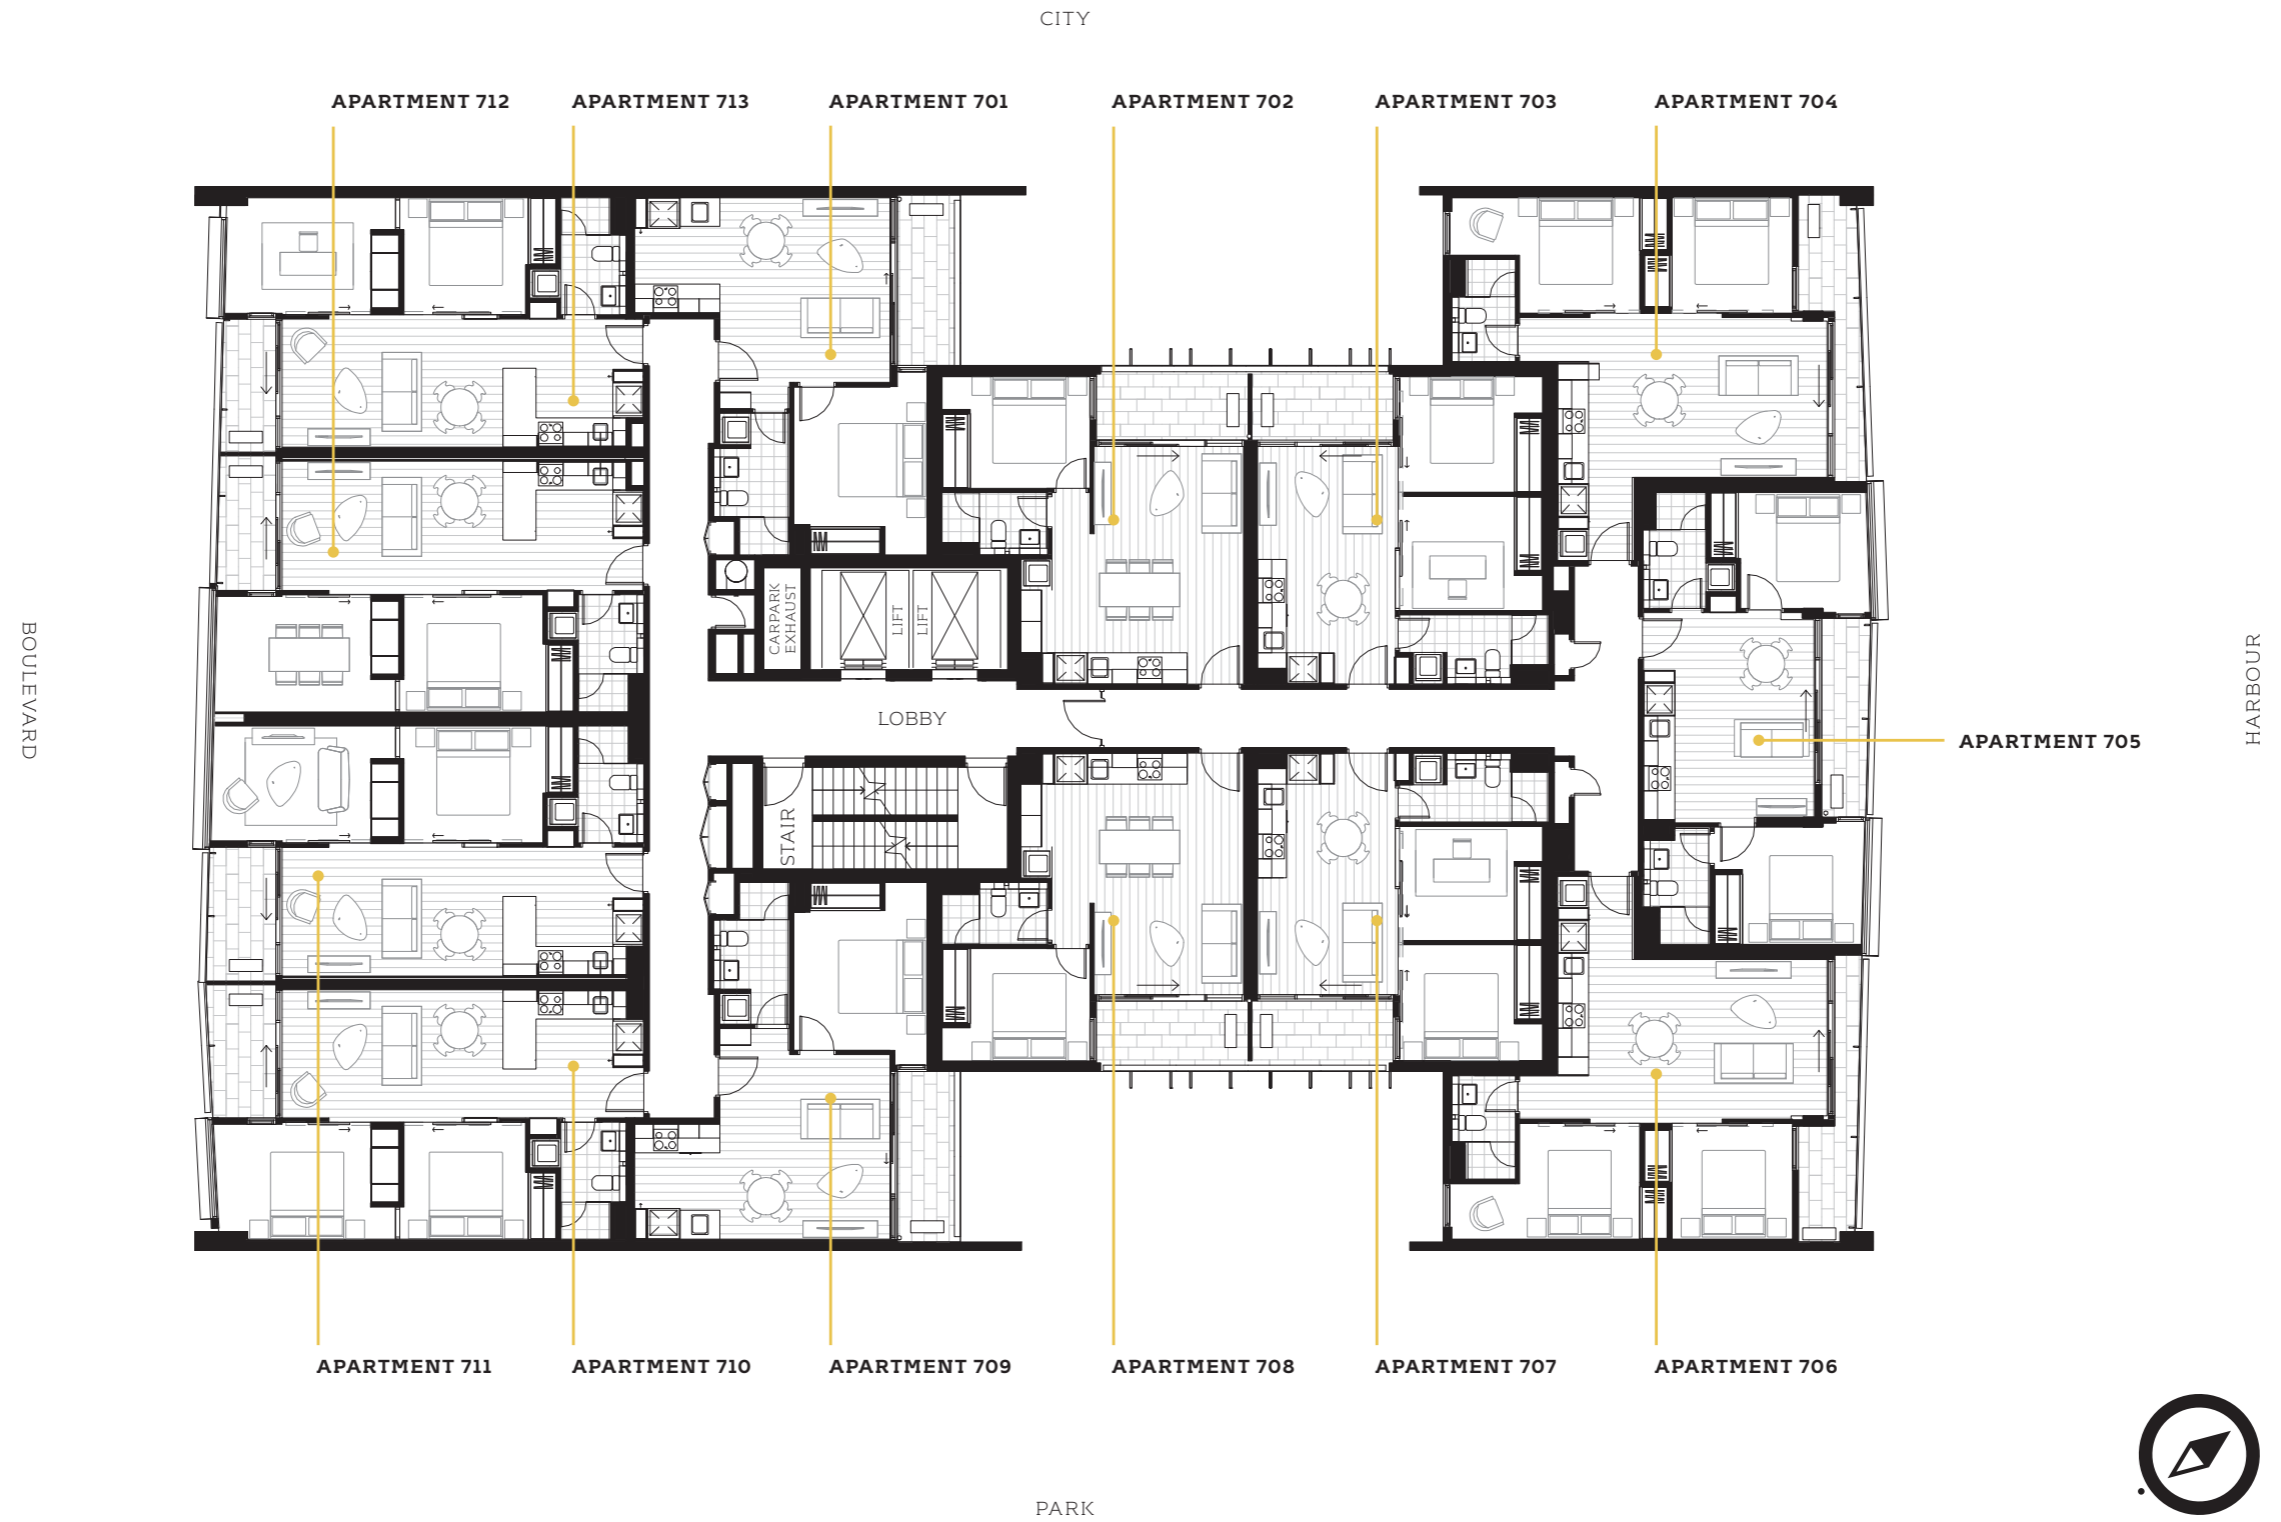 CITY
APARTMENT 712
APARTMENT 713
APARTMENT 701
APARTMENT 702
APARTMENT 703
APARTMENT 704
CARPARK
EXHAUST
LIFT
LIFT
BOULEVARD
HARBOUR
LOBBY
APARTMENT 705
STAIR
APARTMENT 711
APARTMENT 710
APARTMENT 709
APARTMENT 708
APARTMENT 707
APARTMENT 706
PARK